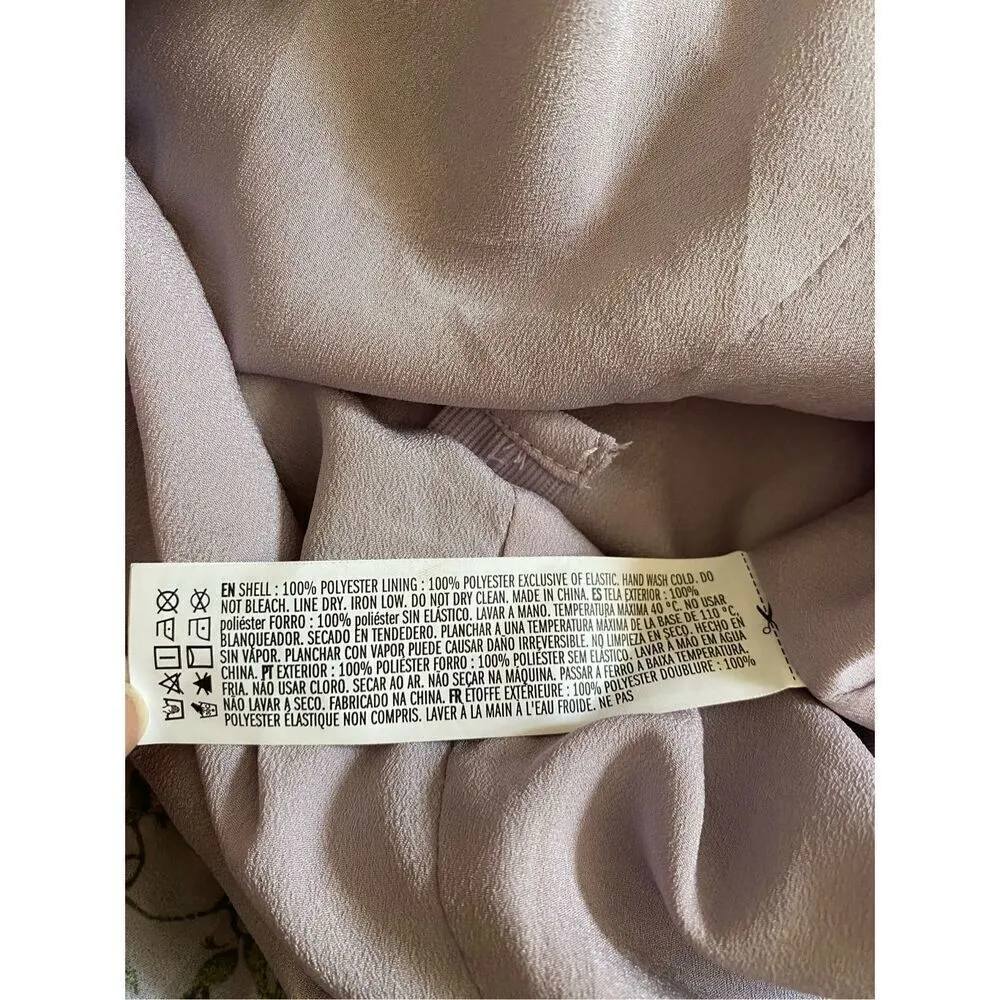 EN SHELL : 100% POLYESTER LINING : 100% POLYESTER EXCLUSIVE OF ELASTIC. HAND WASH COLD. DO
NOT BLEACH. LINE DRY. IRON LOW. DO NOT DRY CLEAN. MADE IN CHINA. ES TELA EXTERIOR : 100%
poliéster FORRO : 100% poliéster SIN ELÁSTICO. LAVAR A MANO. TEMPERATURA MÁXIMA 40 °C. NO USAR
BLANQUEADOR. SECADO EN TENDEDERO. PLANCHAR A UNA TEMPERATURA MÁXIMA DE LA BASE DE 110 °C,
SIN VAPOR. PLANCHAR CON VAPOR PUEDE CAUSAR DAÑO IRREVERSIBLE. NO LIMPIEZA EN SECO. HECHO EN
CHINA. PT EXTERIOR : 100% POLIÉSTER FORRO : 100% POLIÉSTER SEM ELÁSTICO. LAVAR À MÃO EM ÁGUA
FRIA. NÃO USAR CLORO. SECAR AO AR. NÃO SEÇAR NA MÁQUINA. PASSAR A FERRO A BAIXA TEMPERATURA.
NÃO LAVAR A SECO. FABRICADO NA CHINA. FR ÉTOFFE EXTÉRIEURE : 100% POLYESTER DOUBLURE : 100%
POLYESTER ÉLASTIQUE NON COMPRIS. LAVER À LA MAIN À L'EAU FROIDE. NE PAS